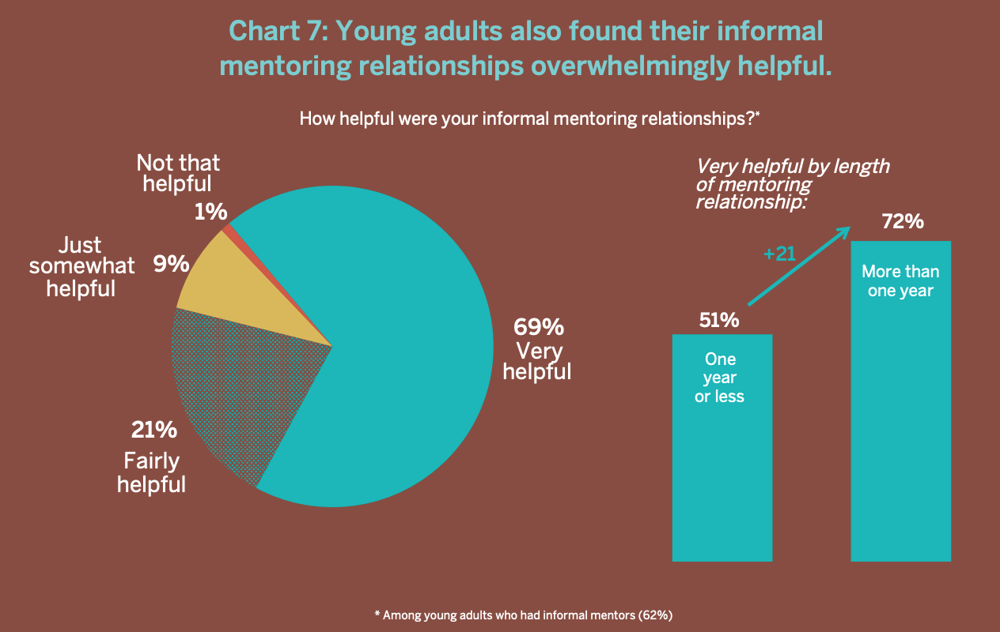 Chart 7: Young adults also found their informal
mentoring relationships overwhelmingly helpful.
How helpful were your informal mentoring relationships?*
Not that
helpful
1%
Just
somewhat
helpful
9%
69%
Very
helpful
21%
Fairly
helpful
Very helpful by length
of mentoring
relationship:
72%
+21
More than
one year
51%
One
year
or less
* Among young adults who had informal mentors (62%)